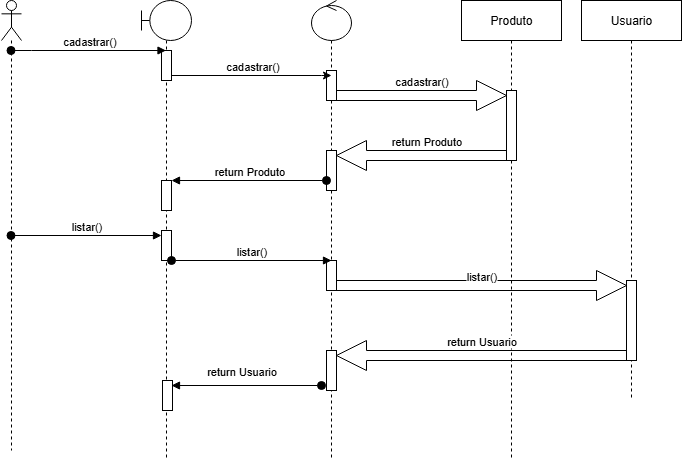 Produto
Usuario
cadastrar()
cadastrar()
cadastrar()
return Produto
return Produto
listar()
listar()
listar()
return Usuario
return Usuario